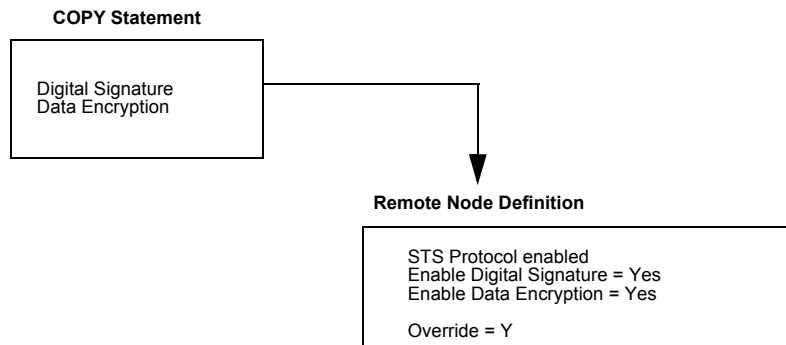 COPY Statement
Digital Signature
Data Encryption
Remote Node Definition
STS Protocol enabled
Enable Digital Signature = Yes
Enable Data Encryption = Yes
Override = Y